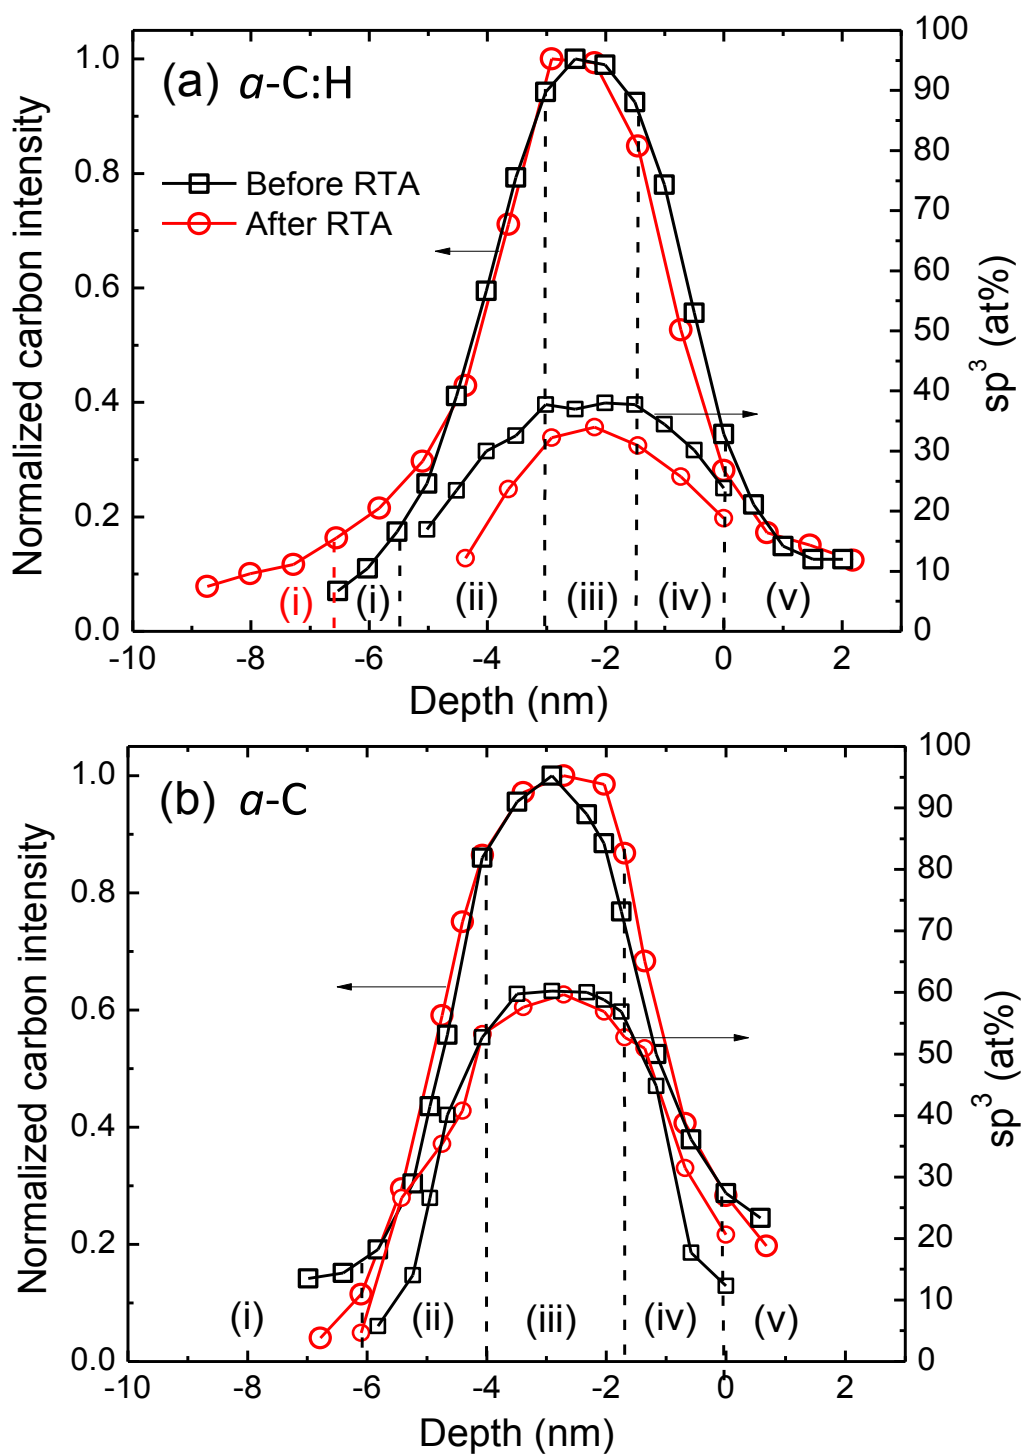 (a) a-C:H
Before RTA
After RTA
Normalized carbon intensity
1.0
0.8
0.6
0.4
0.2
0.0
100
90
80
70
60
50
40
30
20
10
0
sp³ (at%)
(i) (i) (ii) (iii) (iv) (v)
-10 -8 -6 -4 -2 0 2
Depth (nm)
(b) a-C
Normalized carbon intensity
1.0
0.8
0.6
0.4
0.2
0.0
100
90
80
70
60
50
40
30
20
10
0
sp³ (at%)
(i) (ii) (iii) (iv) (v)
-10 -8 -6 -4 -2 0 2
Depth (nm)